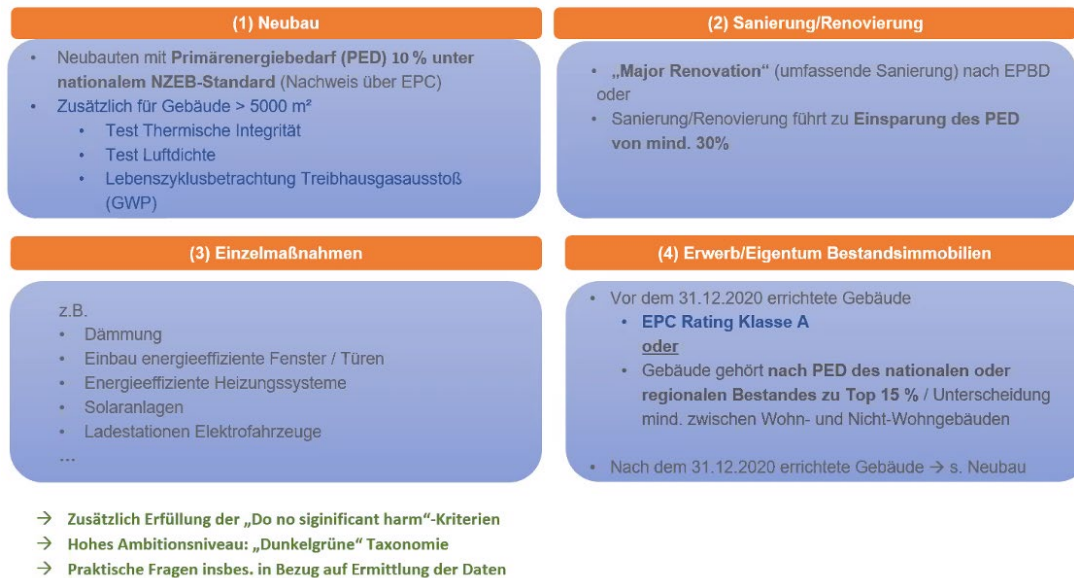 (1) Neubau
• Neubauten mit Primärenergiebedarf (PED) 10 % unter
nationalem NZEB-Standard (Nachweis über EPC)
• Zusätzlich für Gebäude > 5000 m²
• Test Thermische Integrität
• Test Luftdichte
• Lebenszyklusbetrachtung Treibhausgasausstoß
(GWP)
(2) Sanierung/Renovierung
• „Major Renovation“ (umfassende Sanierung) nach EPBD
oder
• Sanierung/Renovierung führt zu Einsparung des PED
von mind. 30%
(3) Einzelmaßnahmen
z.B.
• Dämmung
• Einbau energieeffiziente Fenster / Türen
• Energieeffiziente Heizungssysteme
• Solaranlagen
• Ladestationen Elektrofahrzeuge
…
(4) Erwerb/Eigentum Bestandsimmobilien
• Vor dem 31.12.2020 errichtete Gebäude
• EPC Rating Klasse A
oder
• Gebäude gehört nach PED des nationalen oder
regionalen Bestandes zu Top 15 % / Unterscheidung
mind. zwischen Wohn- und Nicht-Wohngebäuden
• Nach dem 31.12.2020 errichtete Gebäude → s. Neubau
→ Zusätzlich Erfüllung der „Do no siginificant harm“-Kriterien
→ Hohes Ambitionsniveau: „Dunkelgrüne“ Taxonomie
→ Praktische Fragen insbes. in Bezug auf Ermittlung der Daten